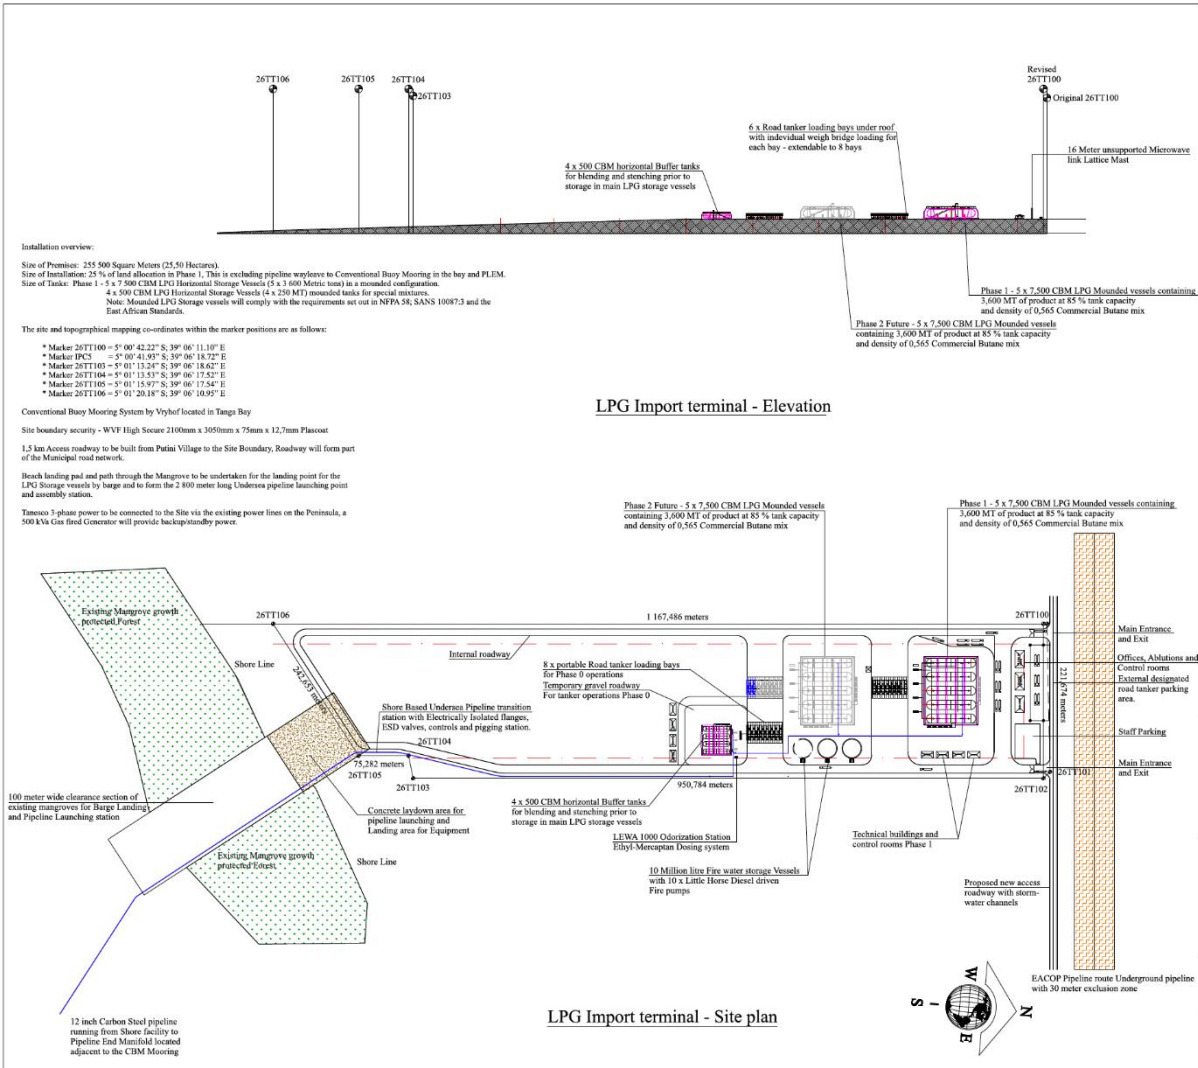 26TT106
26TT105
26TT104
26TT103
Revised
26TT100
Original 26TT100
6 x Road tanker loading bays under roof
with indevidual weigh bridge loading for
each bay - extendable to 8 bays
16 Meter unsupported Microwave
link Lattice Mast
4 x 500 CBM horizontal Buffer tanks
for blending and stenching prior to
storage in main LPG storage vessels
Installation overview:
Size of Premises: 255 500 Square Meters (25,50 Hectares).
Size of Installation: 25 % of land allocation in Phase 1, This is excluding pipeline wayleave to Conventional Buoy Mooring in the bay and PLEM.
Size of Tanks: Phase 1 - 5 x 7 500 CBM LPG Horizontal Storage Vessels (5 x 3 600 Metric tons) in a mounded configuration.
4 x 500 CBM LPG Horizontal Storage Vessels (4 x 250 MT) mounded tanks for special mixtures.
Note: Mounded LPG Storage vessels will comply with the requirements set out in NFPA 58; SANS 10087:3 and the
East African Standards.
Phase 1 - 5 x 7,500 CBM LPG Mounded vessels containing
3,600 MT of product at 85 % tank capacity
and density of 0,565 Commercial Butane mix
Phase 2 Future - 5 x 7,500 CBM LPG Mounded vessels
containing 3,600 MT of product at 85 % tank capacity
and density of 0,565 Commercial Butane mix
The site and topographical mapping co-ordinates within the marker positions are as follows:
* Marker 26TT100 = 5° 00' 42.22" S; 39° 06' 11.10" E
* Marker IPC5 = 5° 00' 41.93" S; 39° 06' 18.72" E
* Marker 26TT103 = 5° 01' 13.24" S; 39° 06' 18.62" E
* Marker 26TT104 = 5° 01' 13.53" S; 39° 06' 17.52" E
* Marker 26TT105 = 5° 01' 15.97" S; 39° 06' 17.54" E
* Marker 26TT106 = 5° 01' 20.18" S; 39° 06' 10.95" E
LPG Import terminal - Elevation
Conventional Buoy Mooring System by Vryhof located in Tanga Bay
Site boundary security - WVF High Secure 2100mm x 3050mm x 75mm x 12,7mm Plascoat
1,5 km Access roadway to be built from Putini Village to the Site Boundary, Roadway will form part
of the Municipal road network.
Beach landing pad and path through the Mangrove to be undertaken for the landing point for the
LPG Storage vessels by barge and to form the 2 800 meter long Undersea pipeline launching point
and assembly station.
Tanesco 3-phase power to be connected to the Site via the existing power lines on the Peninsula, a
500 kVa Gas fired Generator will provide backup/standby power.
Phase 2 Future - 5 x 7,500 CBM LPG Mounded vessels
containing 3,600 MT of product at 85 % tank capacity
and density of 0,565 Commercial Butane mix
Phase 1 - 5 x 7,500 CBM LPG Mounded vessels containing
3,600 MT of product at 85 % tank capacity
and density of 0,565 Commercial Butane mix
Existing Mangrove growth
protected Forest
26TT106
1 167,486 meters
26TT100
Main Entrance
and Exit
Internal roadway
Shore Line
242,653 meters
8 x portable Road tanker loading bays
for Phase 0 operations
Temporary gravel roadway
For tanker operations Phase 0
221,674 meters
Offices, Ablutions and
Control rooms
External designated
road tanker parking
area.
Staff Parking
Shore Based Undersea Pipeline transition
station with Electrically Isolated flanges,
ESD valves, controls and pigging station.
26TT104
75,282 meters
26TT105
26TT103
950,784 meters
26TT101
Main Entrance
and Exit
26TT102
100 meter wide clearance section of
existing mangroves for Barge Landing
and Pipeline Launching station
Concrete laydown area for
pipeline launching and
Landing area for Equipment
4 x 500 CBM horizontal Buffer tanks
for blending and stenching prior to
storage in main LPG storage vessels
LEWA 1000 Odorization Station
Ethyl-Mercaptan Dosing system
Technical buildings and
control rooms Phase 1
Existing Mangrove growth
protected Forest
Shore Line
10 Million litre Fire water storage Vessels
with 10 x Little Horse Diesel driven
Fire pumps
Proposed new access
roadway with storm-
water channels
EACOP Pipeline route Underground pipeline
with 30 meter exclusion zone
W
S
N
E
12 inch Carbon Steel pipeline
running from Shore facility to
Pipeline End Manifold located
adjacent to the CBM Mooring
LPG Import terminal - Site plan